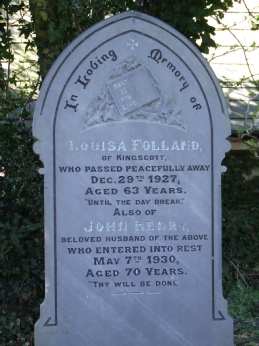 In Loving Memory of
Louisa Folland,
of Kingscott,
who passed peacefully away
Dec. 29th 1927,
Aged 63 Years.
"Until the day break."
Also of
John Henry,
beloved husband of the above
who entered into rest
May 7th 1930,
Aged 70 Years.
"Thy will be done."